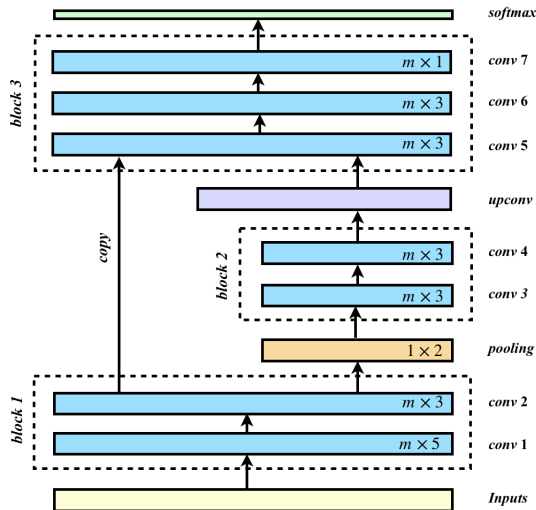 softmax
block 3
m × 1 conv 7
m × 3 conv 6
m × 3 conv 5
upconv
copy
block 2
m × 3 conv 4
m × 3 conv 3
1 × 2 pooling
block 1
m × 3 conv 2
m × 5 conv 1
Inputs